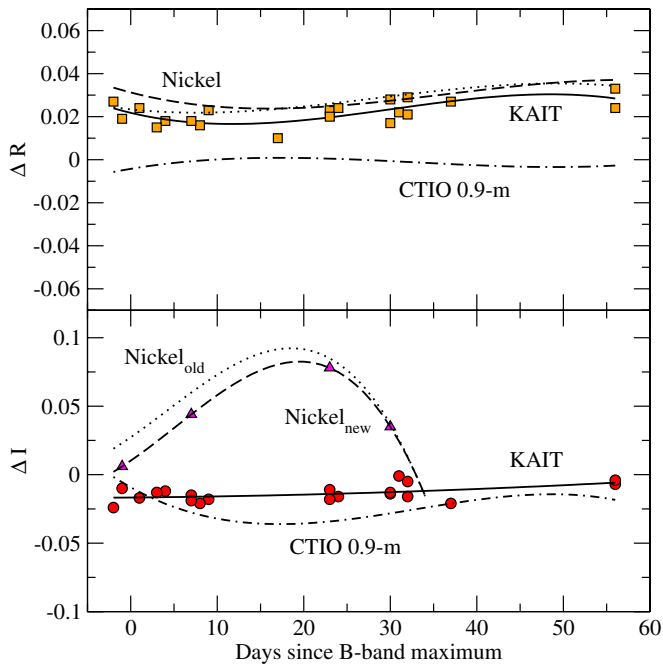 0.06
0.04
0.02
0
-0.02
-0.04
-0.06
Δ R
Nickel
KAIT
CTIO 0.9-m
0.1
0.05
0
-0.05
-0.1
Δ I
Nickel_old
Nickel_new
KAIT
CTIO 0.9-m
0 10 20 30 40 50 60
Days since B-band maximum